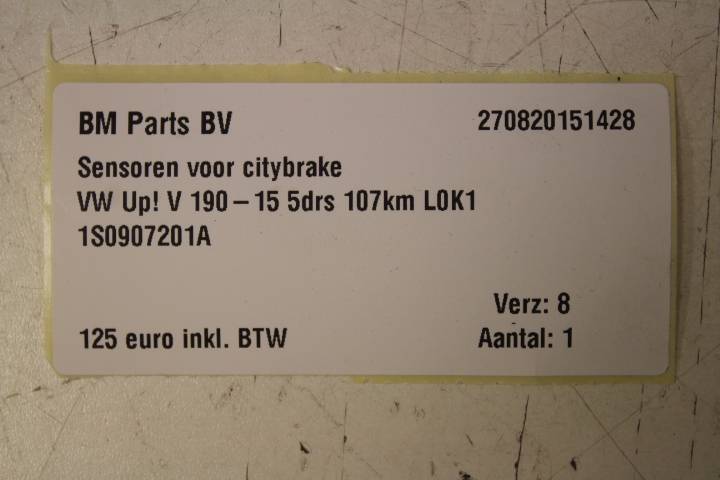 BM Parts BV 270820151428
Sensoren voor citybrake
VW Up! V 190 – 15 5drs 107km L0K1
1S0907201A
Verz: 8
125 euro inkl. BTW Aantal: 1